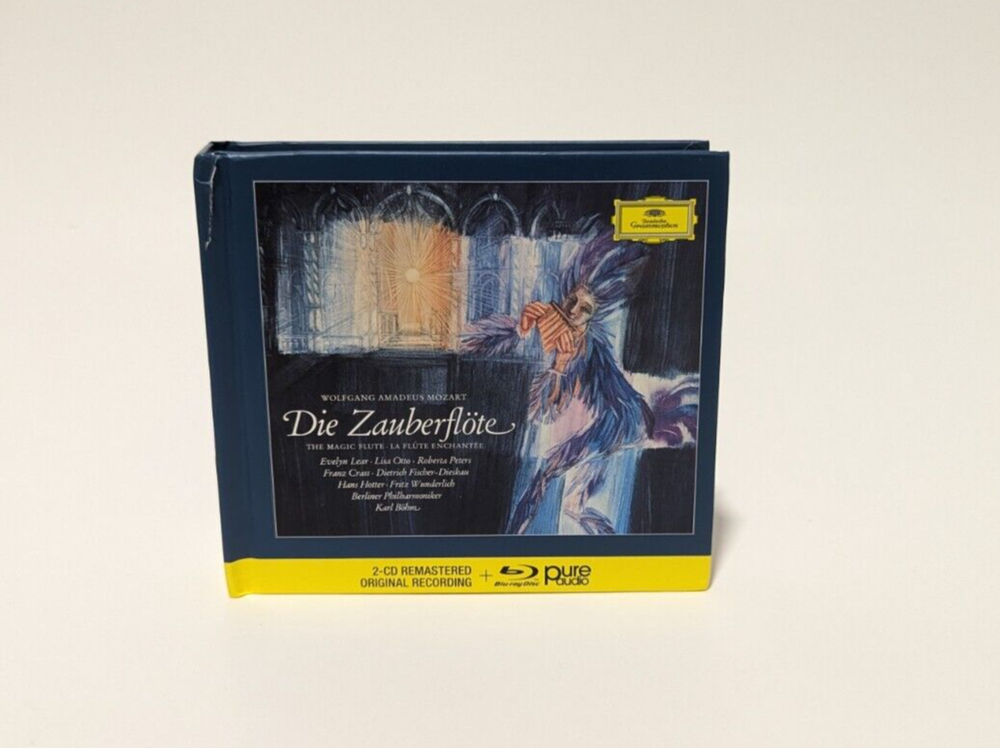 Deutsche
Grammophon
WOLFGANG AMADEUS MOZART
Die Zauberflöte
THE MAGIC FLUTE · LA FLÛTE ENCHANTÉE
Evelyn Lear · Lisa Otto · Roberta Peters
Franz Crass · Dietrich Fischer-Dieskau
Hans Hotter · Fritz Wunderlich
Berliner Philharmoniker
Karl Böhm
2-CD REMASTERED
ORIGINAL RECORDING + Blu-ray Disc pure audio